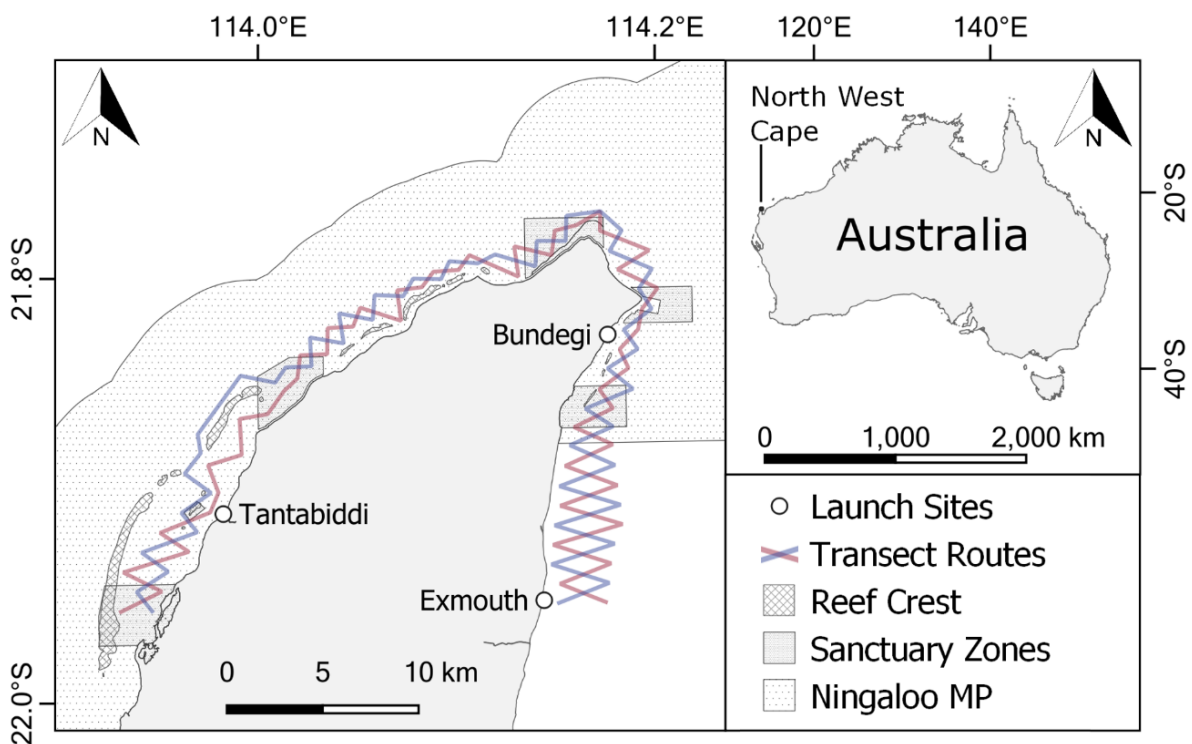 114.0°E
114.2°E
120°E
140°E
N
North West
Cape
N
20°S
Australia
21.8°S
Bundegi
40°S
0 1,000 2,000 km
Tantabiddi
Launch Sites
Transect Routes
Exmouth
Reef Crest
Sanctuary Zones
0 5 10 km
Ningaloo MP
22.0°S